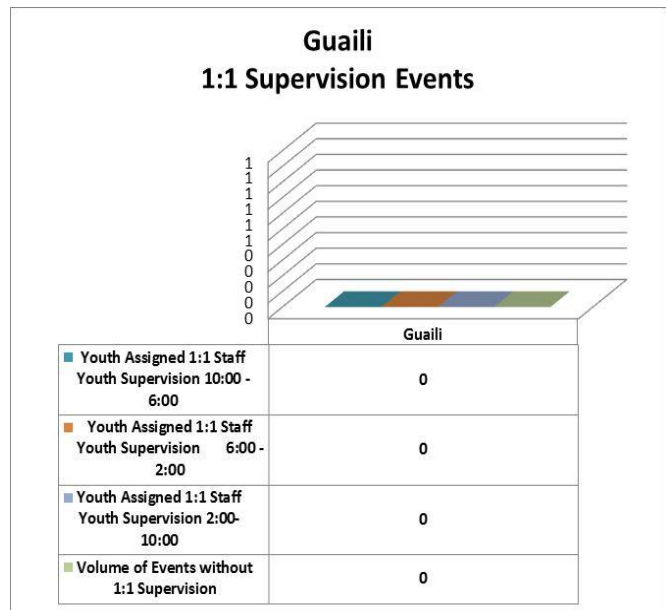 Guaili
1:1 Supervision Events
1
1
1
1
1
1
0
0
0
0
0
Guaili
Youth Assigned 1:1 Staff
Youth Supervision 10:00 -
6:00
0
Youth Assigned 1:1 Staff
Youth Supervision 6:00 -
2:00
0
Youth Assigned 1:1 Staff
Youth Supervision 2:00-
10:00
0
Volume of Events without
1:1 Supervision
0